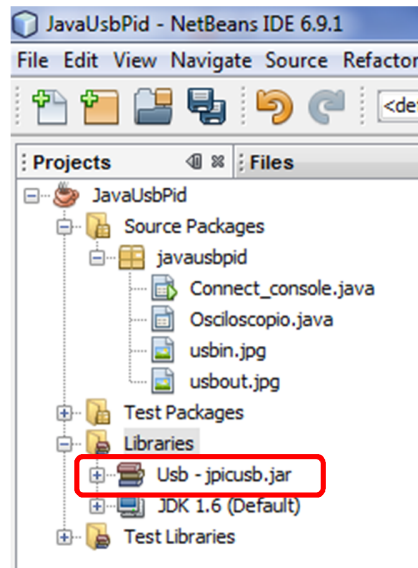 JavaUsbPid - NetBeans IDE 6.9.1
File Edit View Navigate Source Refactor
<de
Projects Files
JavaUsbPid
Source Packages
javausbpid
Connect_console.java
Osciloscopio.java
usbin.jpg
usbout.jpg
Test Packages
Libraries
Usb - jpicusb.jar
JDK 1.6 (Default)
Test Libraries